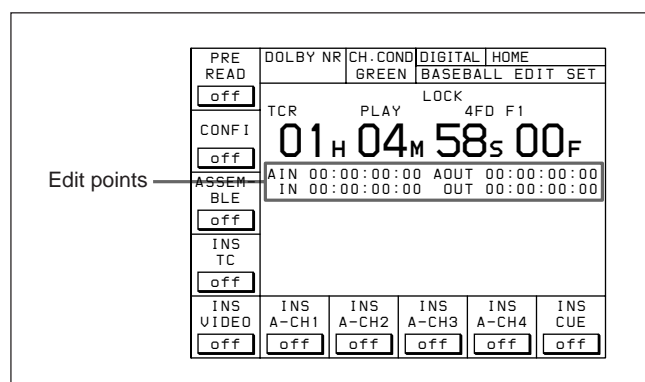 PRE READ
off
DOLBY NR
CH.COND
GREEN
DIGITAL
HOME
BASEBALL EDIT SET
LOCK
TCR PLAY 4FD F1
01H 04M 58S 00F
CONFI
off
Edit points
AIN 00:00:00:00 AOUT 00:00:00:00
IN 00:00:00:00 OUT 00:00:00:00
ASSEM-
BLE
off
INS
TC
off
INS
VIDEO
off
INS
A-CH1
off
INS
A-CH2
off
INS
A-CH3
off
INS
A-CH4
off
INS
CUE
off